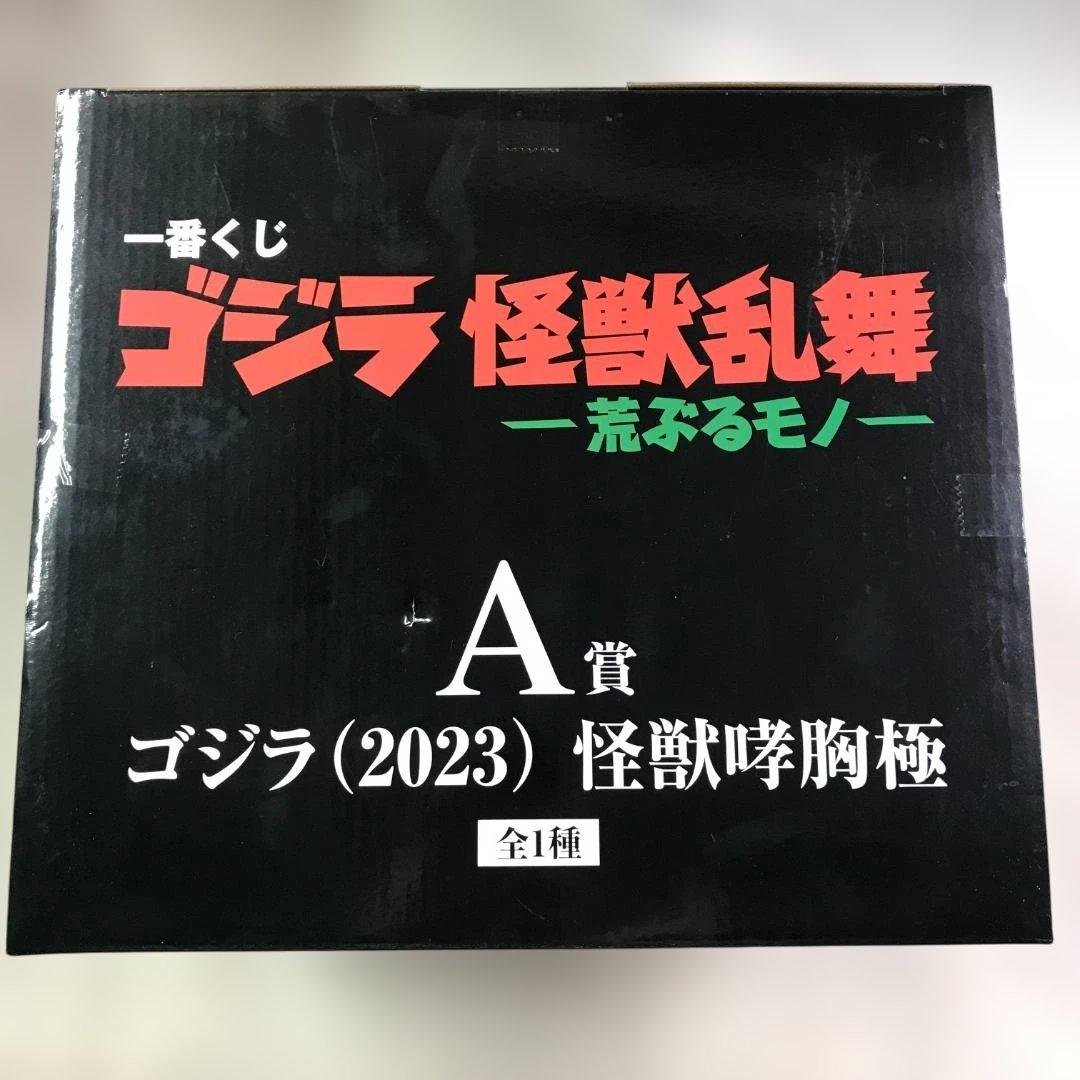 一番くじ
ゴジラ 怪獣乱舞
ー荒ぶるモノー
A賞
ゴジラ(2023) 怪獣哮胸極
全1種